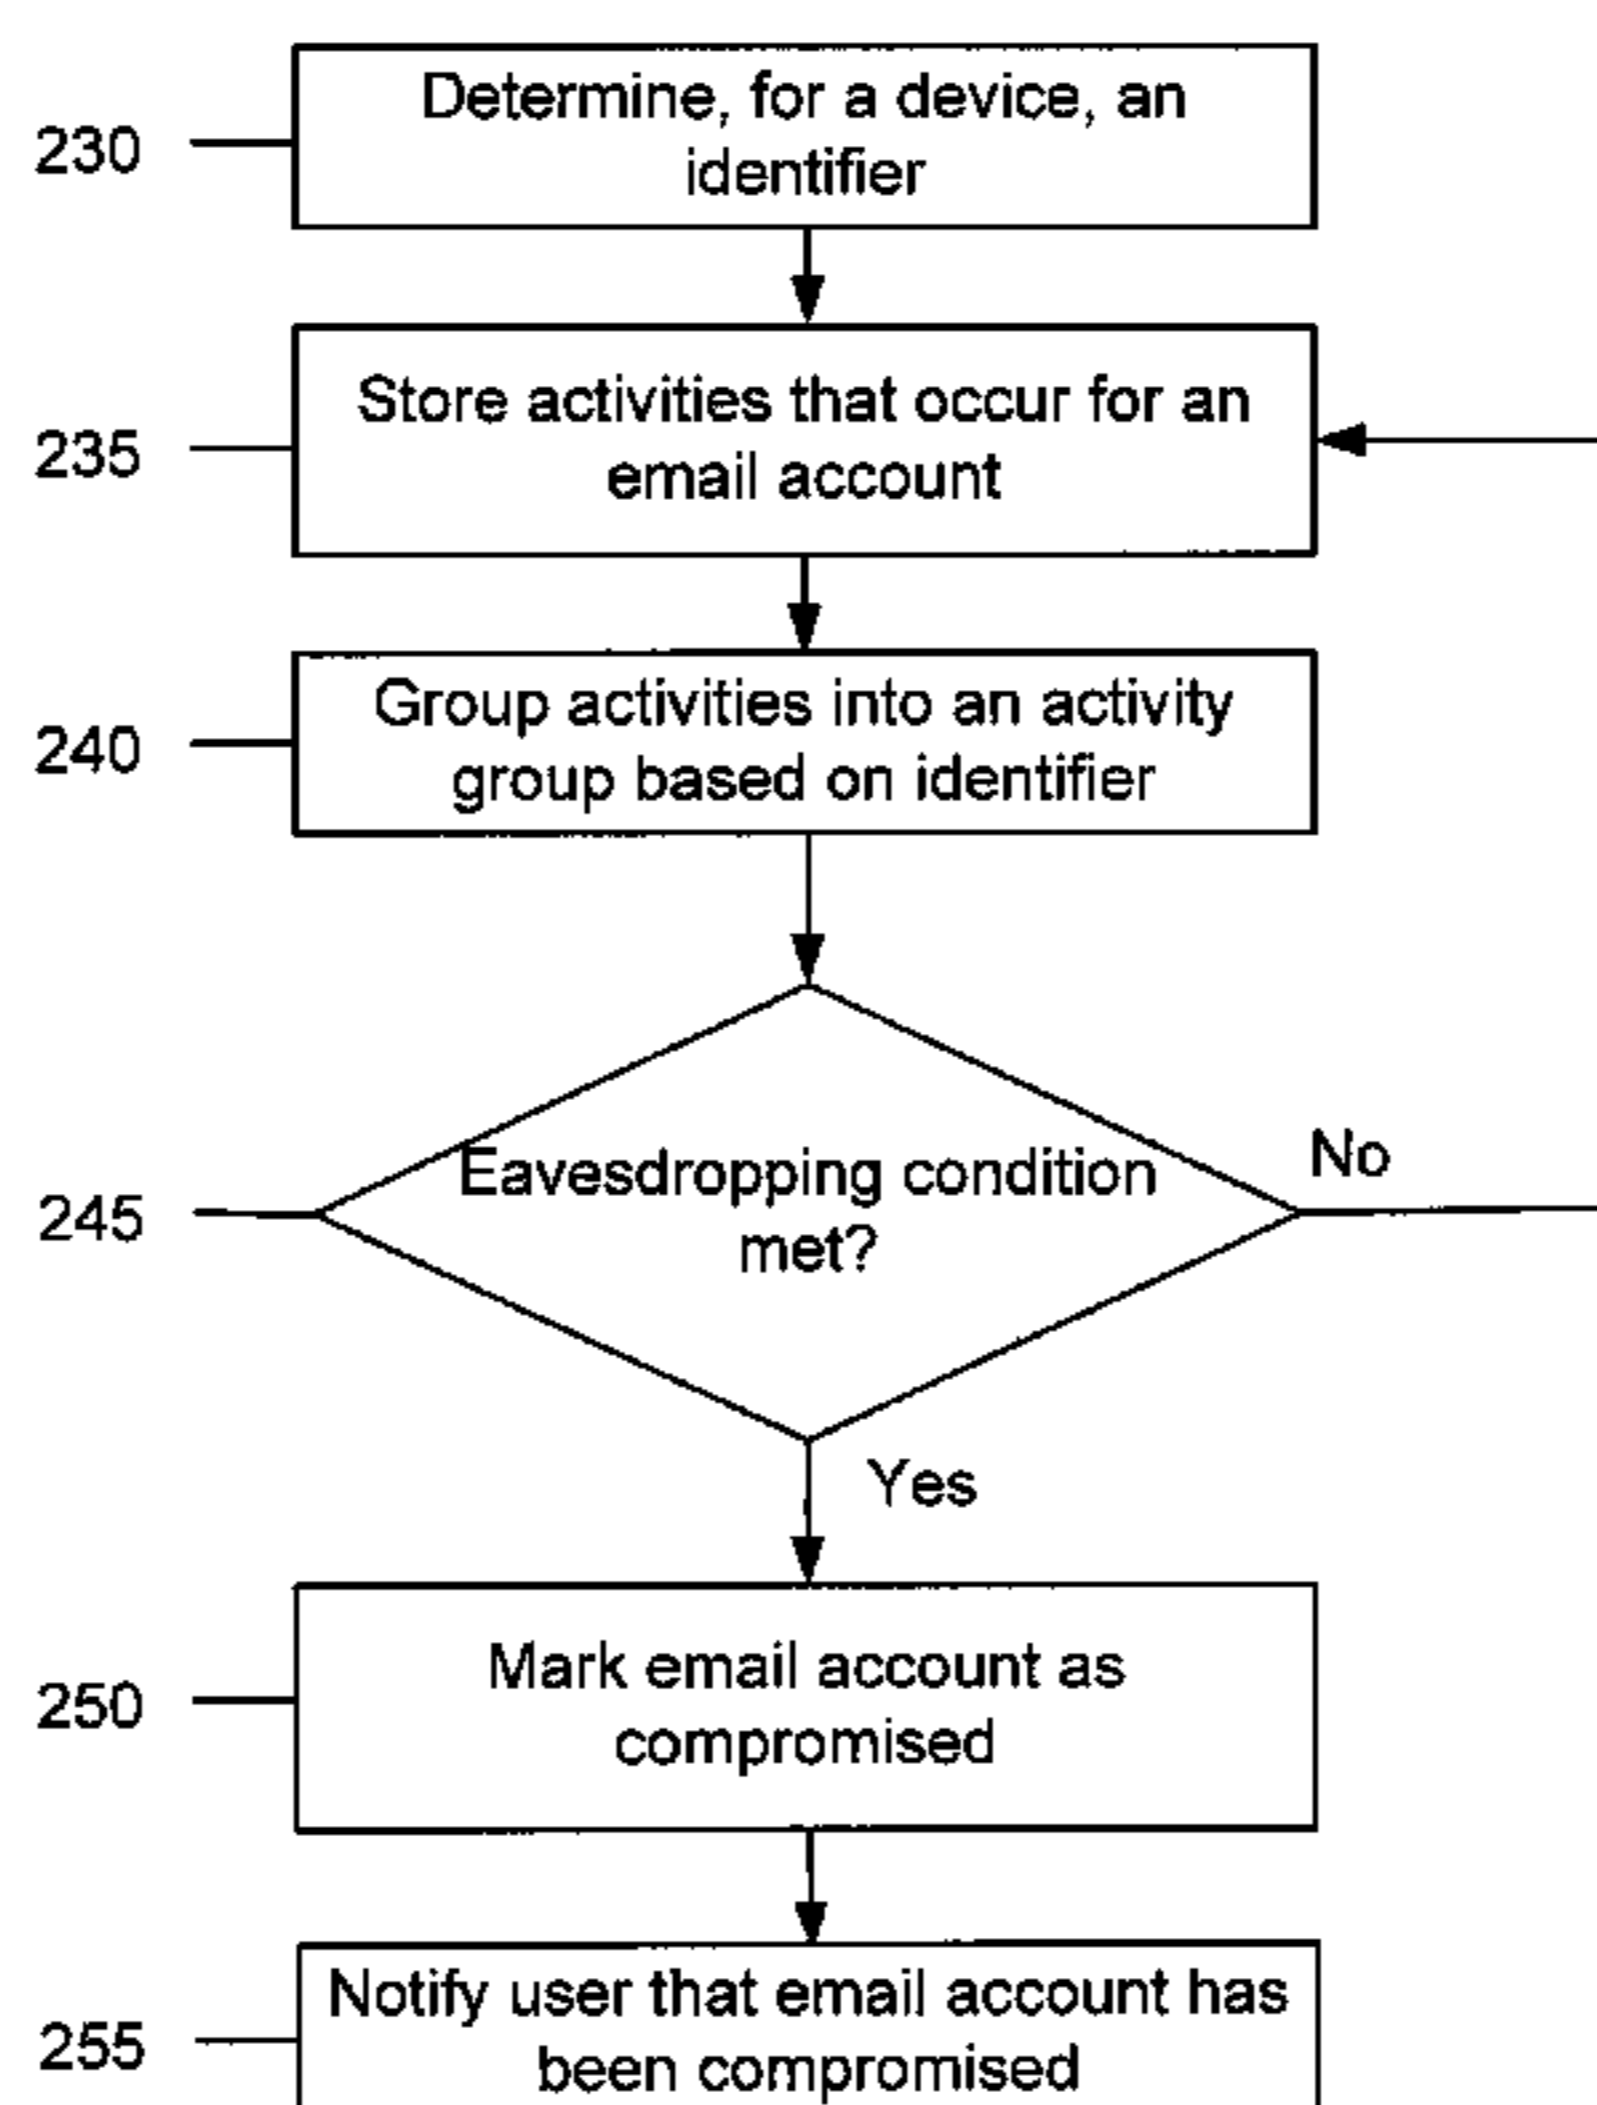 230
Determine, for a device, an
identifier
235
Store activities that occur for an
email account
240
Group activities into an activity
group based on identifier
245
Eavesdropping condition
met?
No
Yes
250
Mark email account as
compromised
255
Notify user that email account has
been compromised